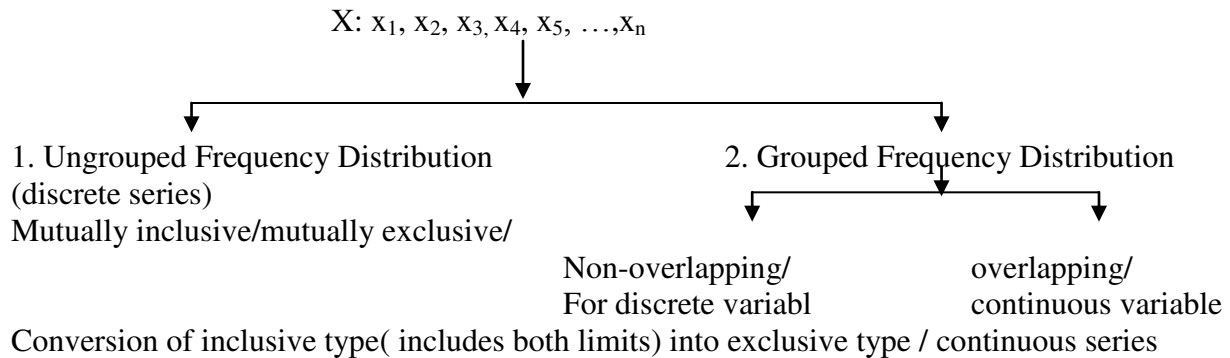 X: x₁, x₂, x₃, x₄, x₅, …,xₙ
1. Ungrouped Frequency Distribution
2. Grouped Frequency Distribution
(discrete series)
Mutually inclusive/mutually exclusive/
Non-overlapping/
For discrete variabl
overlapping/
continuous variable
Conversion of inclusive type( includes both limits) into exclusive type / continuous series